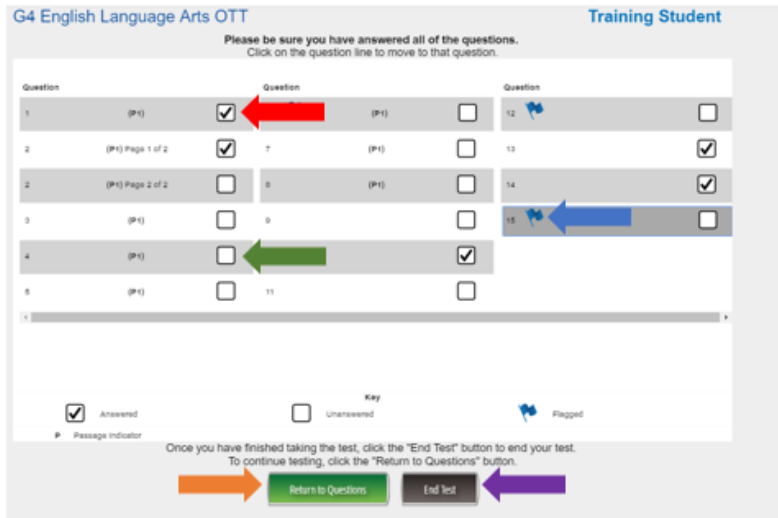 G4 English Language Arts OTT
Training Student
Please be sure you have answered all of the questions.
Click on the question line to move to that question.
Question
1 (P1)
2 (P1) Page 1 of 2
2 (P1) Page 2 of 2
3 (P1)
4 (P1)
5 (P1)
Question
(P1)
7 (P1)
8 (P1)
9
11
Question
12
13
14
15
Key
Answered
Unanswered
Flagged
P Passage Indicator
Once you have finished taking the test, click the "End Test" button to end your test.
To continue testing, click the "Return to Questions" button.
Return to Questions
End Test